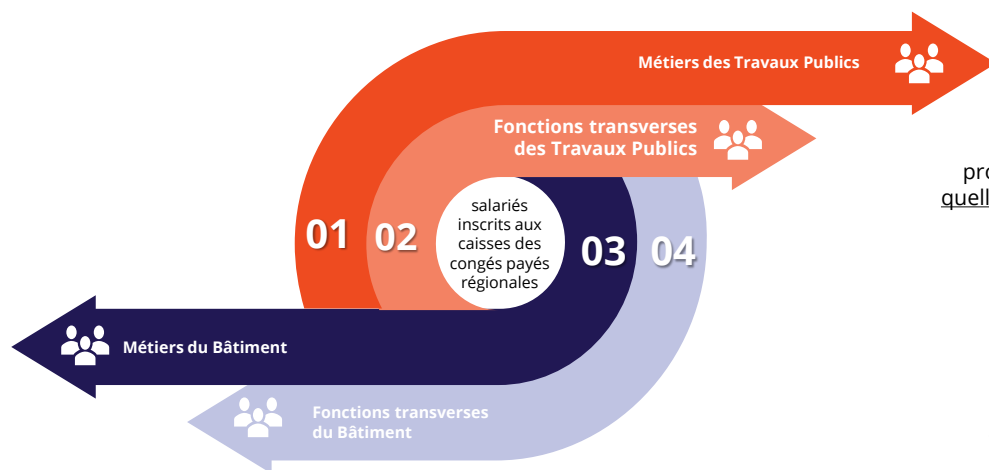 Métiers des Travaux Publics
Fonctions transverses
des Travaux Publics
salariés
inscrits aux
caisses des
congés payés
régionales
01
02
03
04
Métiers du Bâtiment
Fonctions transverses
du Bâtiment